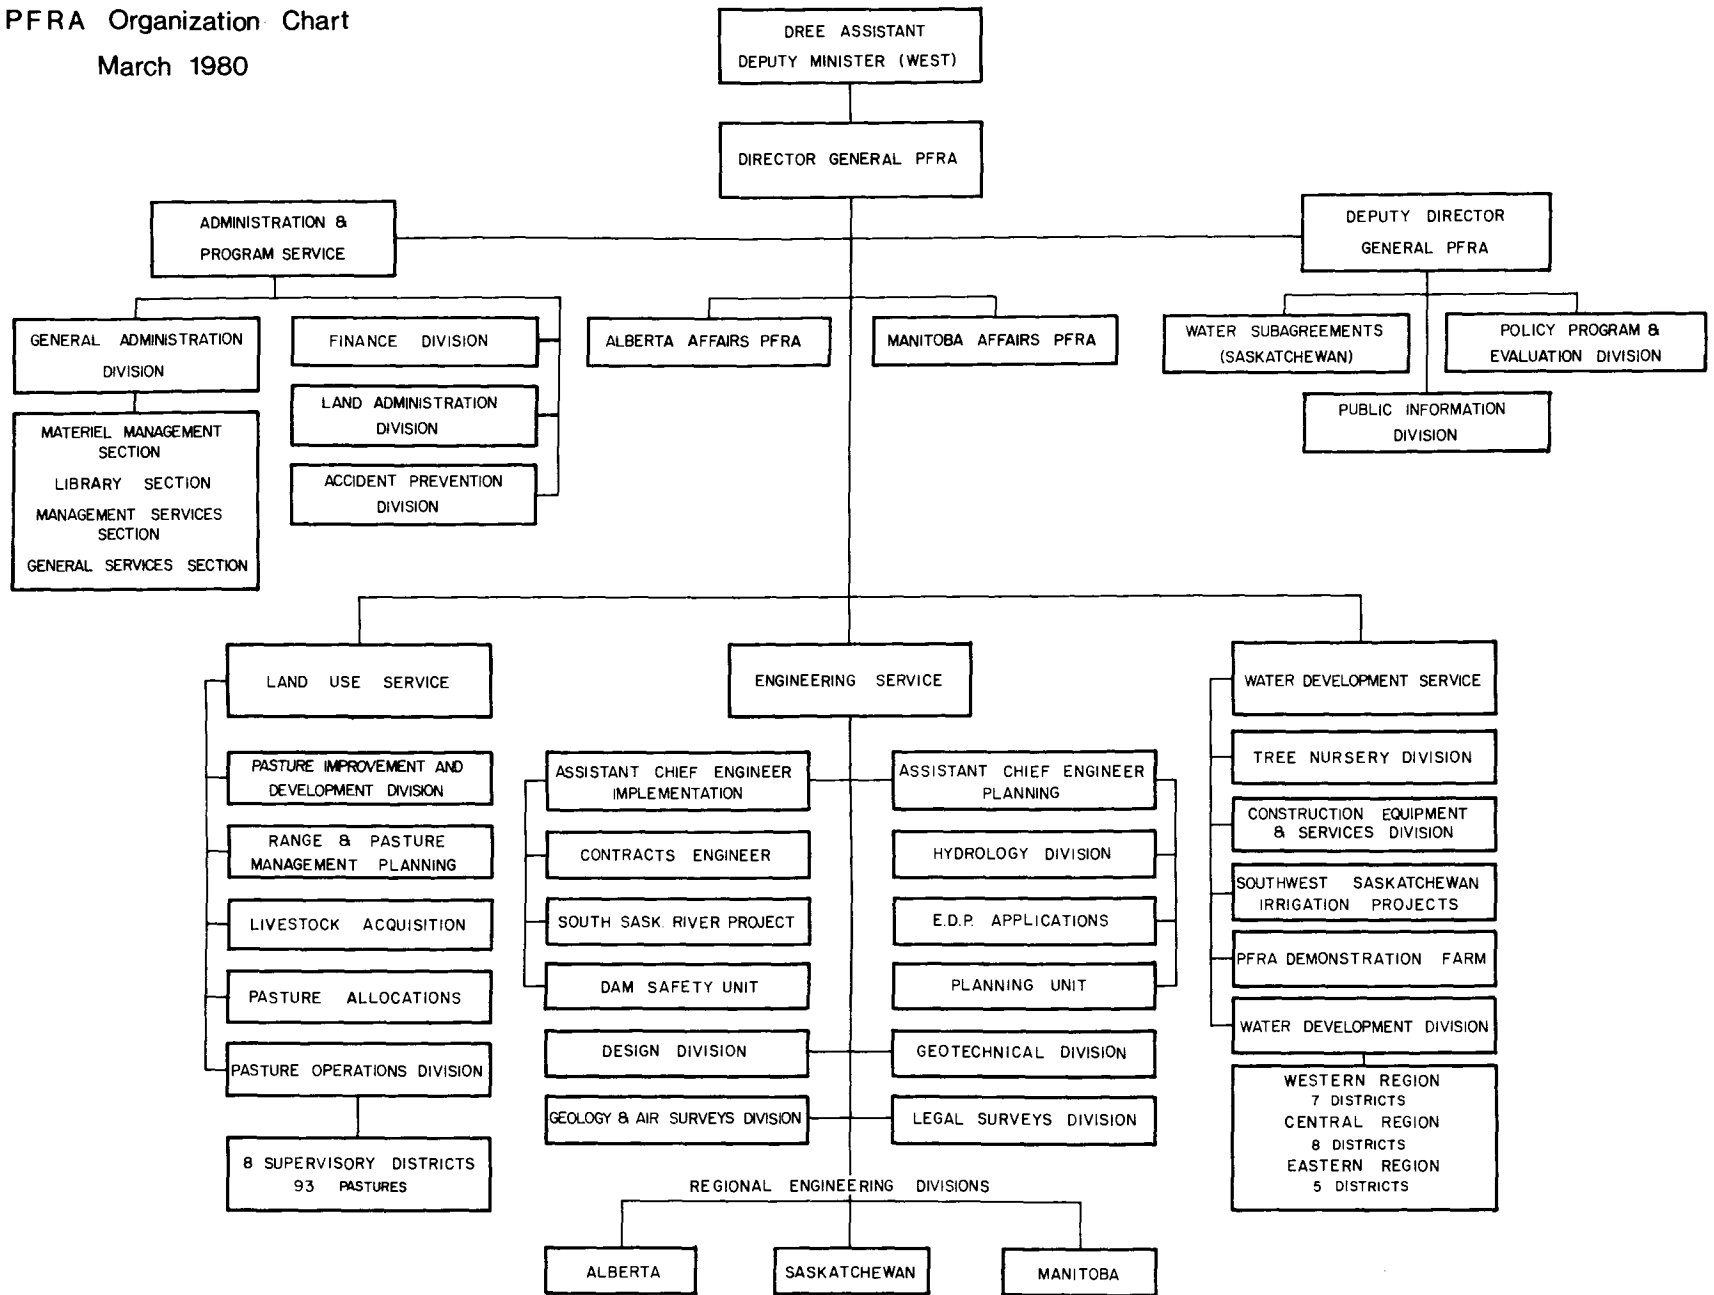 PFRA Organization Chart
March 1980
DREE ASSISTANT
DEPUTY MINISTER (WEST)
DIRECTOR GENERAL PFRA
ADMINISTRATION &
PROGRAM SERVICE
DEPUTY DIRECTOR
GENERAL PFRA
GENERAL ADMINISTRATION
DIVISION
MATERIEL MANAGEMENT
SECTION
LIBRARY SECTION
MANAGEMENT SERVICES
SECTION
GENERAL SERVICES SECTION
FINANCE DIVISION
LAND ADMINISTRATION
DIVISION
ACCIDENT PREVENTION
DIVISION
ALBERTA AFFAIRS PFRA
MANITOBA AFFAIRS PFRA
WATER SUBAGREEMENTS
(SASKATCHEWAN)
POLICY PROGRAM &
EVALUATION DIVISION
PUBLIC INFORMATION
DIVISION
LAND USE SERVICE
PASTURE IMPROVEMENT AND
DEVELOPMENT DIVISION
RANGE & PASTURE
MANAGEMENT PLANNING
LIVESTOCK ACQUISITION
PASTURE ALLOCATIONS
PASTURE OPERATIONS DIVISION
8 SUPERVISORY DISTRICTS
93 PASTURES
ENGINEERING SERVICE
ASSISTANT CHIEF ENGINEER
IMPLEMENTATION
CONTRACTS ENGINEER
SOUTH SASK. RIVER PROJECT
DAM SAFETY UNIT
ASSISTANT CHIEF ENGINEER
PLANNING
HYDROLOGY DIVISION
E.D.P. APPLICATIONS
PLANNING UNIT
DESIGN DIVISION
GEOTECHNICAL DIVISION
GEOLOGY & AIR SURVEYS DIVISION
LEGAL SURVEYS DIVISION
REGIONAL ENGINEERING DIVISIONS
ALBERTA
SASKATCHEWAN
MANITOBA
WATER DEVELOPMENT SERVICE
TREE NURSERY DIVISION
CONSTRUCTION EQUIPMENT
& SERVICES DIVISION
SOUTHWEST SASKATCHEWAN
IRRIGATION PROJECTS
PFRA DEMONSTRATION FARM
WATER DEVELOPMENT DIVISION
WESTERN REGION
7 DISTRICTS
CENTRAL REGION
8 DISTRICTS
EASTERN REGION
5 DISTRICTS